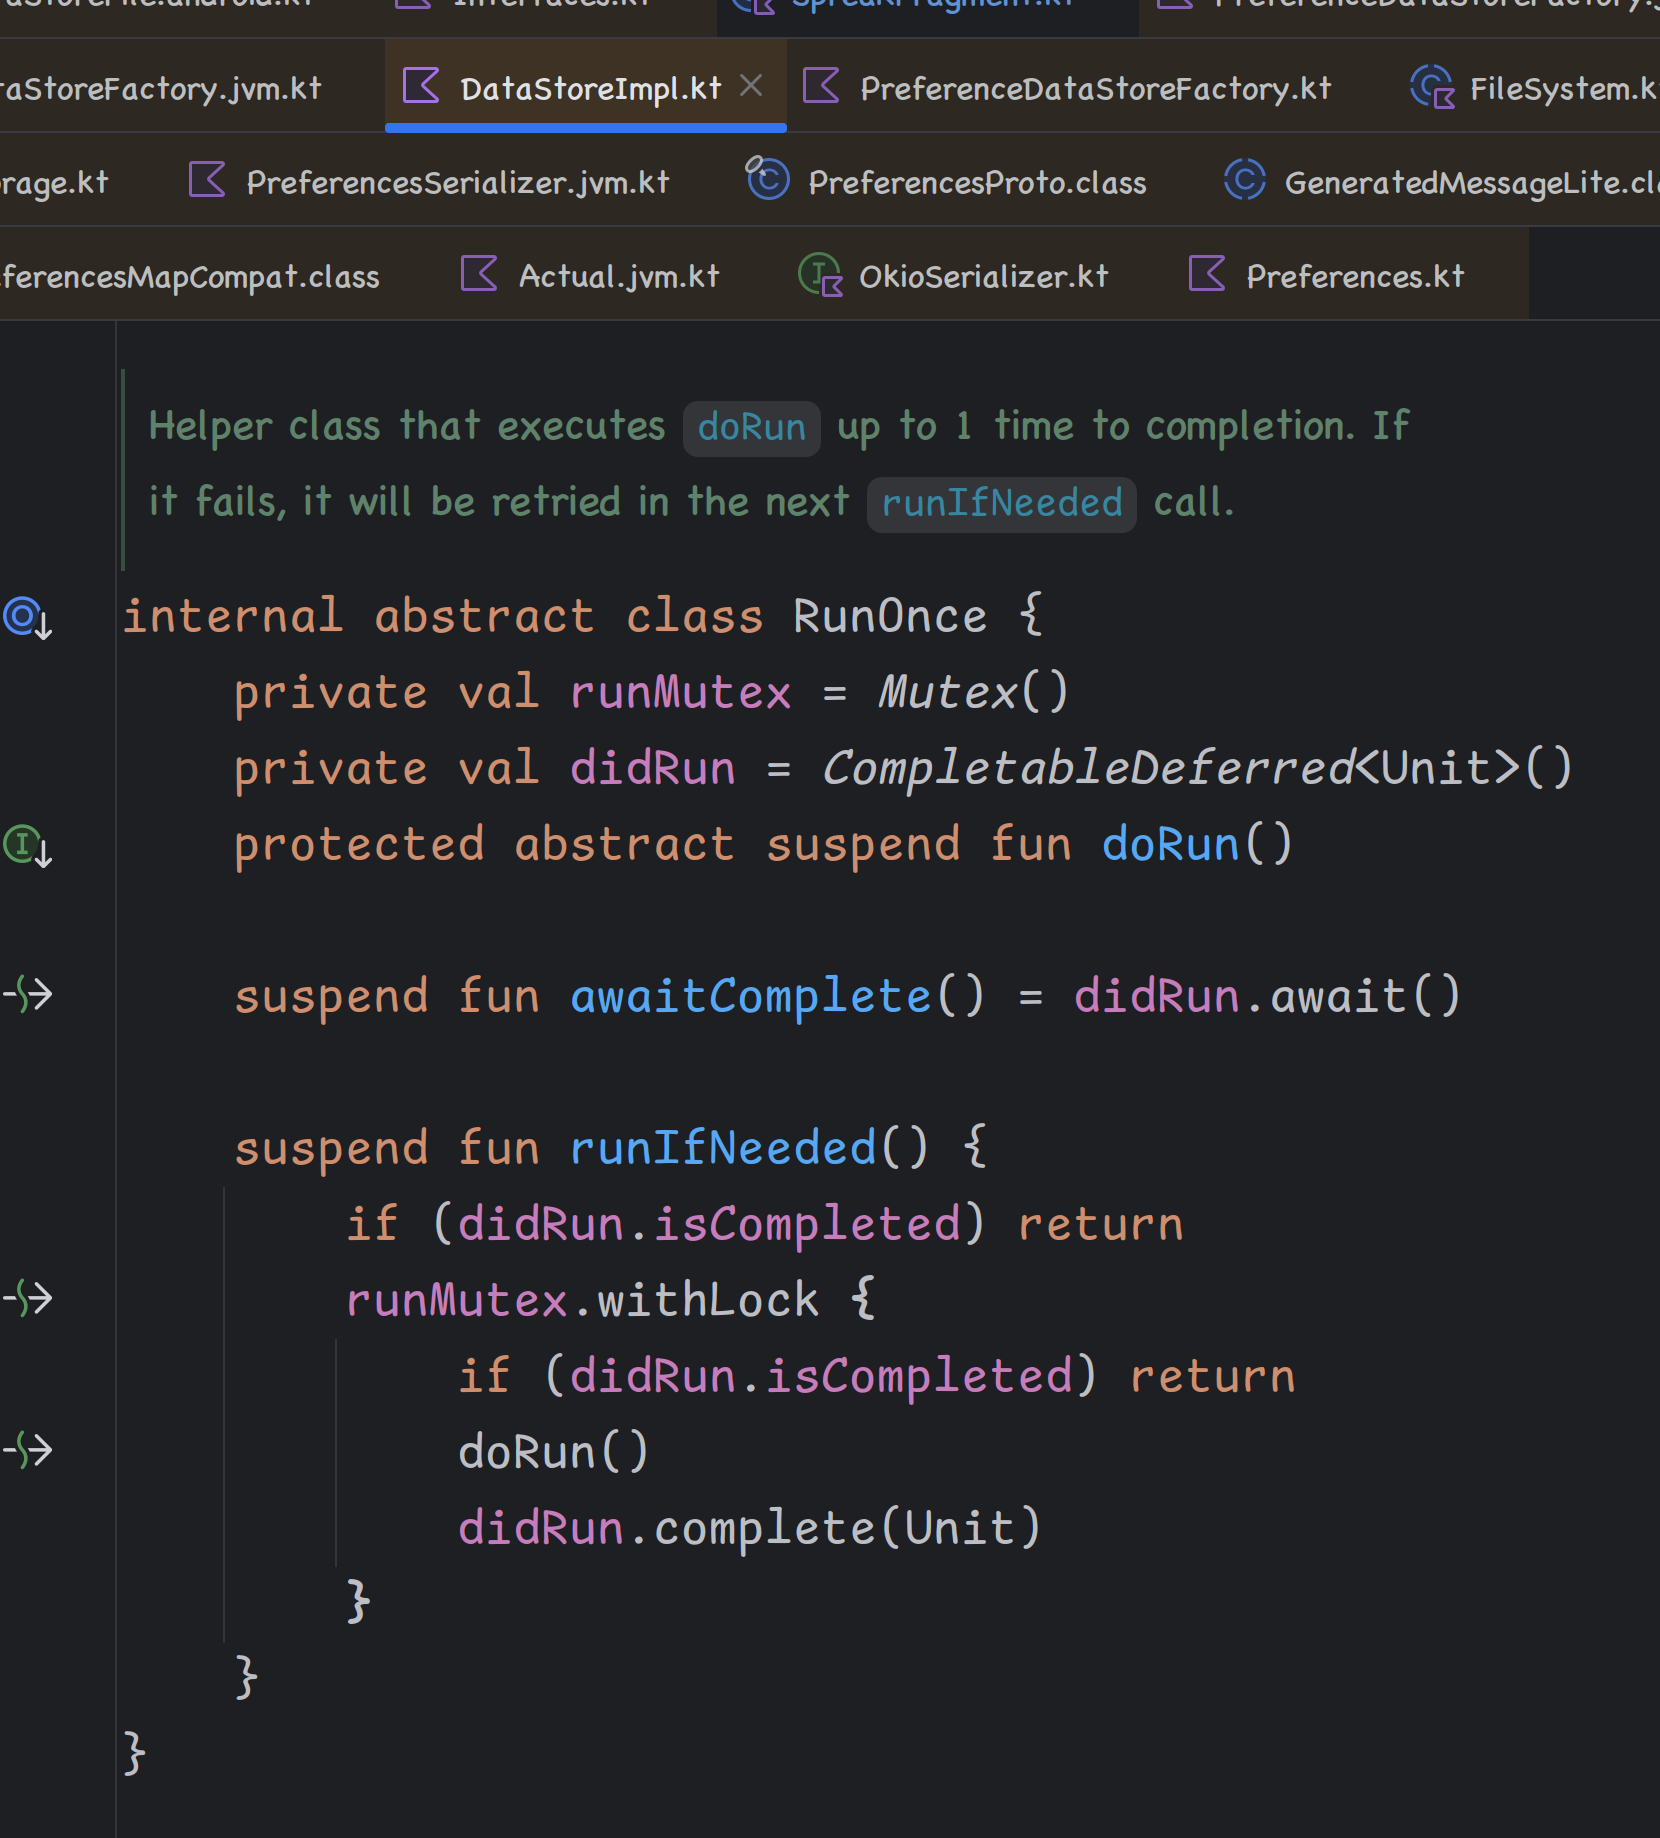 Interfaces.kt
DataStoreFactory.jvm.kt DataStoreImpl.kt PreferenceDataStoreFactory.kt FileSystem.kt
rage.kt PreferencesSerializer.jvm.kt PreferencesProto.class GeneratedMessageLite.cl
ferencesMapCompat.class Actual.jvm.kt OkioSerializer.kt Preferences.kt
Helper class that executes doRun up to 1 time to completion. If
it fails, it will be retried in the next runIfNeeded call.
internal abstract class RunOnce {
private val runMutex = Mutex()
private val didRun = CompletableDeferred<Unit>()
protected abstract suspend fun doRun()
suspend fun awaitComplete() = didRun.await()
suspend fun runIfNeeded() {
if (didRun.isCompleted) return
runMutex.withLock {
if (didRun.isCompleted) return
doRun()
didRun.complete(Unit)
}
}
}